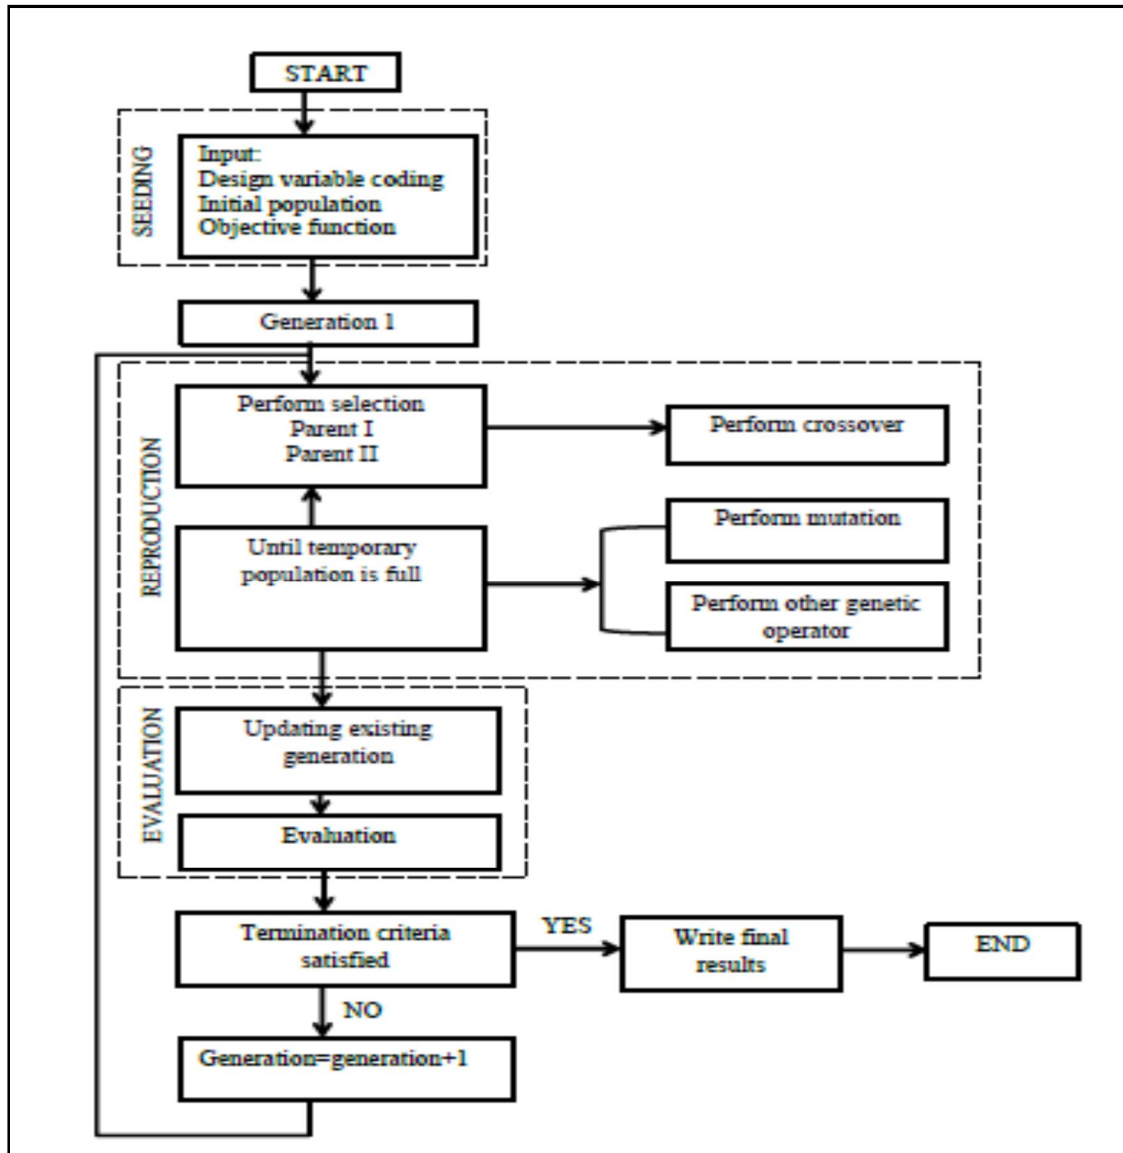 START
SEEDING
Input:
Design variable coding
Initial population
Objective function
Generation 1
REPRODUCTION
Perform selection
Parent I
Parent II
Perform crossover
Until temporary
population is full
Perform mutation
Perform other genetic
operator
EVALUATION
Updating existing
generation
Evaluation
Termination criteria
satisfied
YES
Write final
results
END
NO
Generation=generation+1